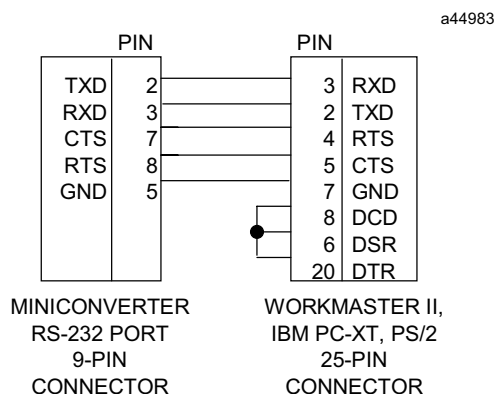 a44983
PIN PIN
TXD 2 3 RXD
RXD 3 2 TXD
CTS 7 4 RTS
RTS 8 5 CTS
GND 5 7 GND
8 DCD
6 DSR
20 DTR
MINICONVERTER
RS-232 PORT
9-PIN
CONNECTOR
WORKMASTER II,
IBM PC-XT, PS/2
25-PIN
CONNECTOR